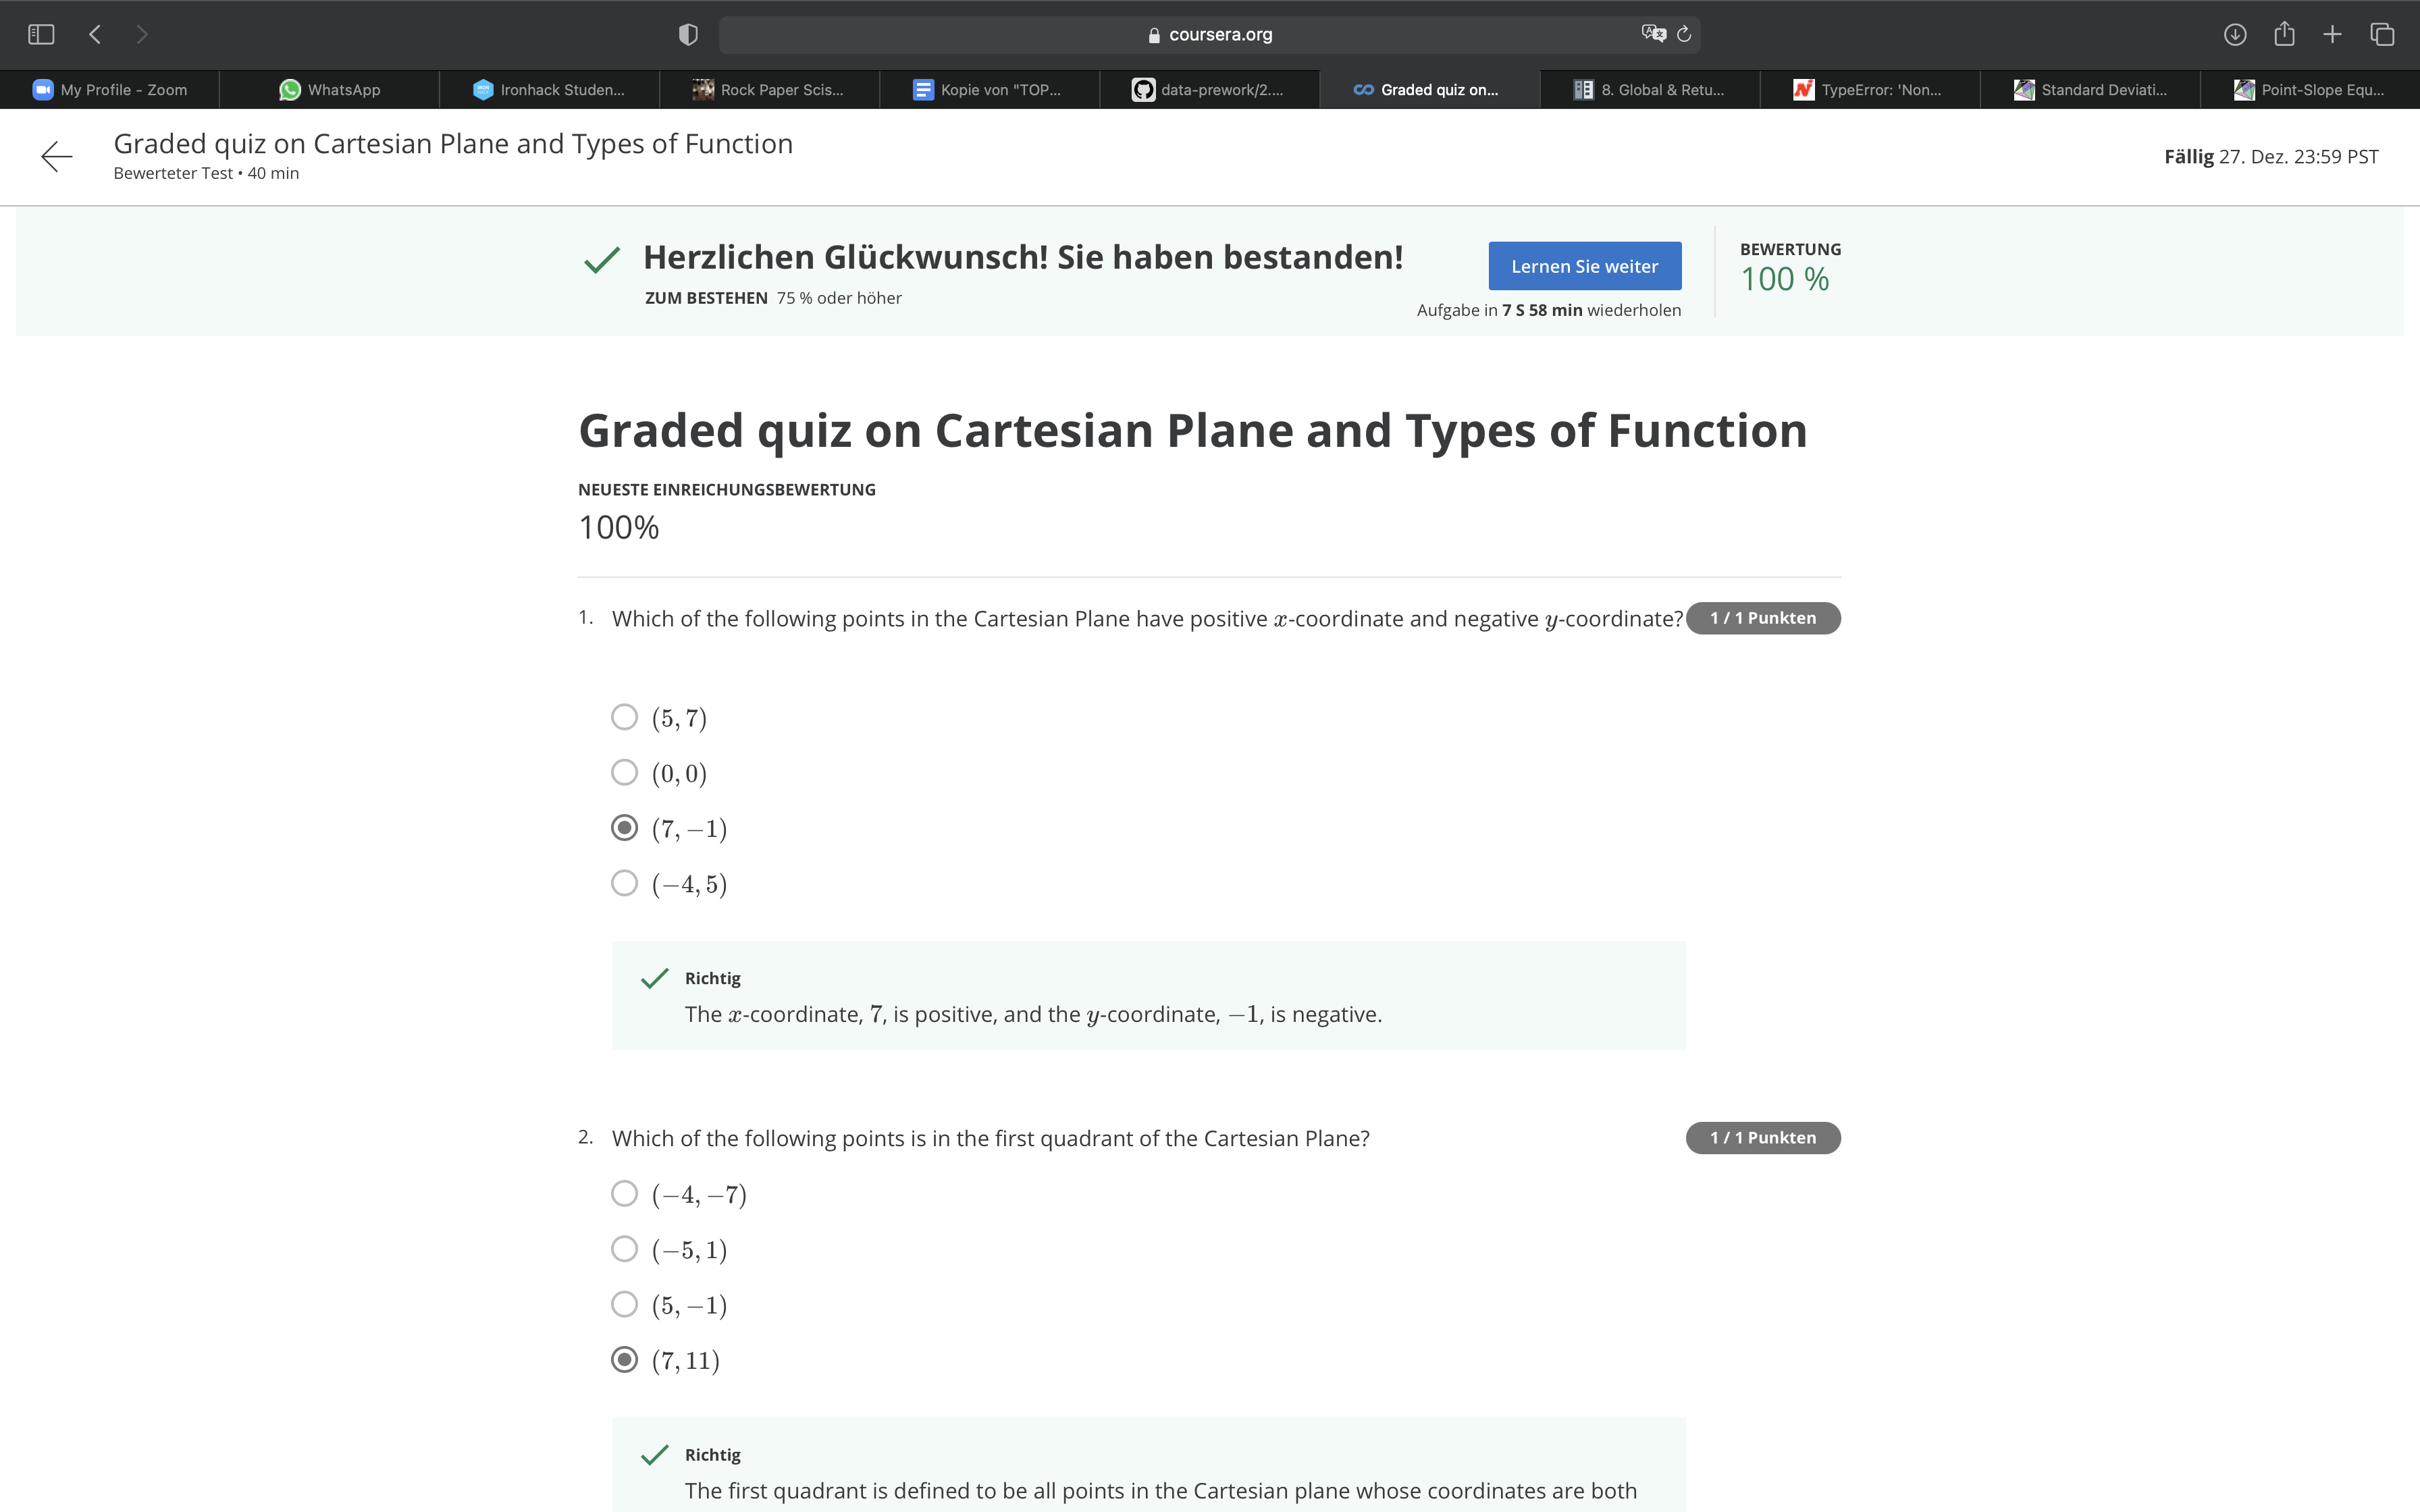 coursera.org
My Profile - Zoom
WhatsApp
Ironhack Studen...
Rock Paper Scis...
Kopie von "TOP...
data-prework/2....
Graded quiz on...
8. Global & Retu...
TypeError: 'Non...
Standard Deviati...
Point-Slope Equ...
Graded quiz on Cartesian Plane and Types of Function
Bewerteter Test • 40 min
Fällig 27. Dez. 23:59 PST
Herzlichen Glückwunsch! Sie haben bestanden!
ZUM BESTEHEN 75 % oder höher
Lernen Sie weiter
Aufgabe in 7 S 58 min wiederholen
BEWERTUNG
100 %
Graded quiz on Cartesian Plane and Types of Function
NEUESTE EINREICHUNGSBEWERTUNG
100%
1. Which of the following points in the Cartesian Plane have positive x-coordinate and negative y-coordinate?
1 / 1 Punkten
(5, 7)
(0, 0)
(7, −1)
(−4, 5)
Richtig
The x-coordinate, 7, is positive, and the y-coordinate, −1, is negative.
2. Which of the following points is in the first quadrant of the Cartesian Plane?
1 / 1 Punkten
(−4, −7)
(−5, 1)
(5, −1)
(7, 11)
Richtig
The first quadrant is defined to be all points in the Cartesian plane whose coordinates are both